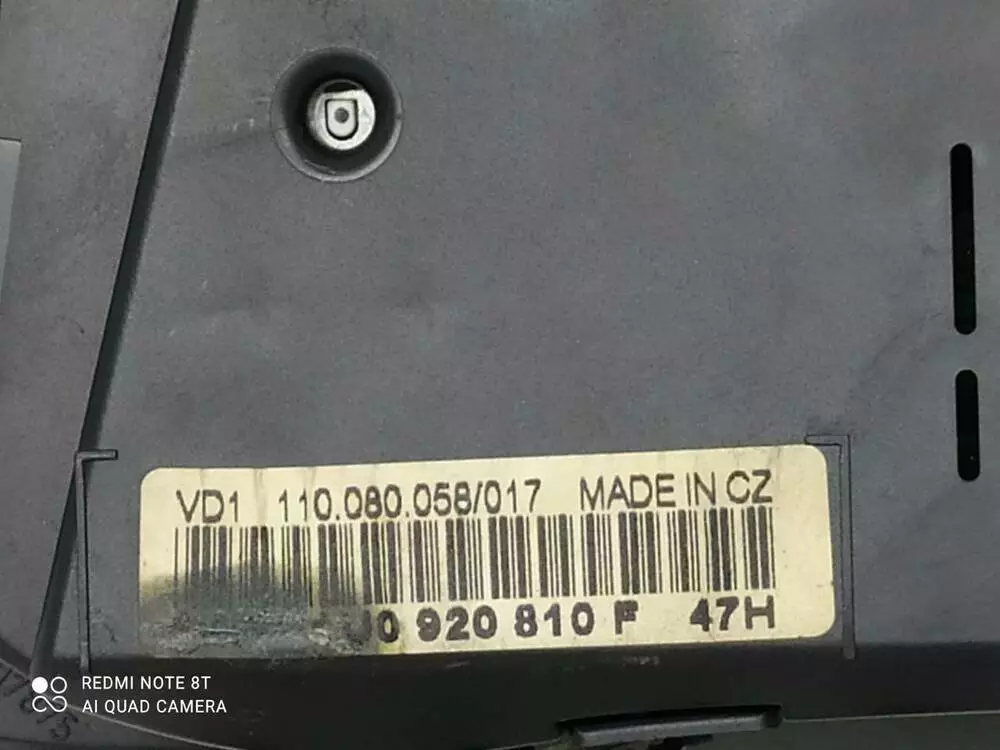 VD1 110.080.058/017 MADE IN CZ
0 920 810 F 47H
REDMI NOTE 8T
AI QUAD CAMERA